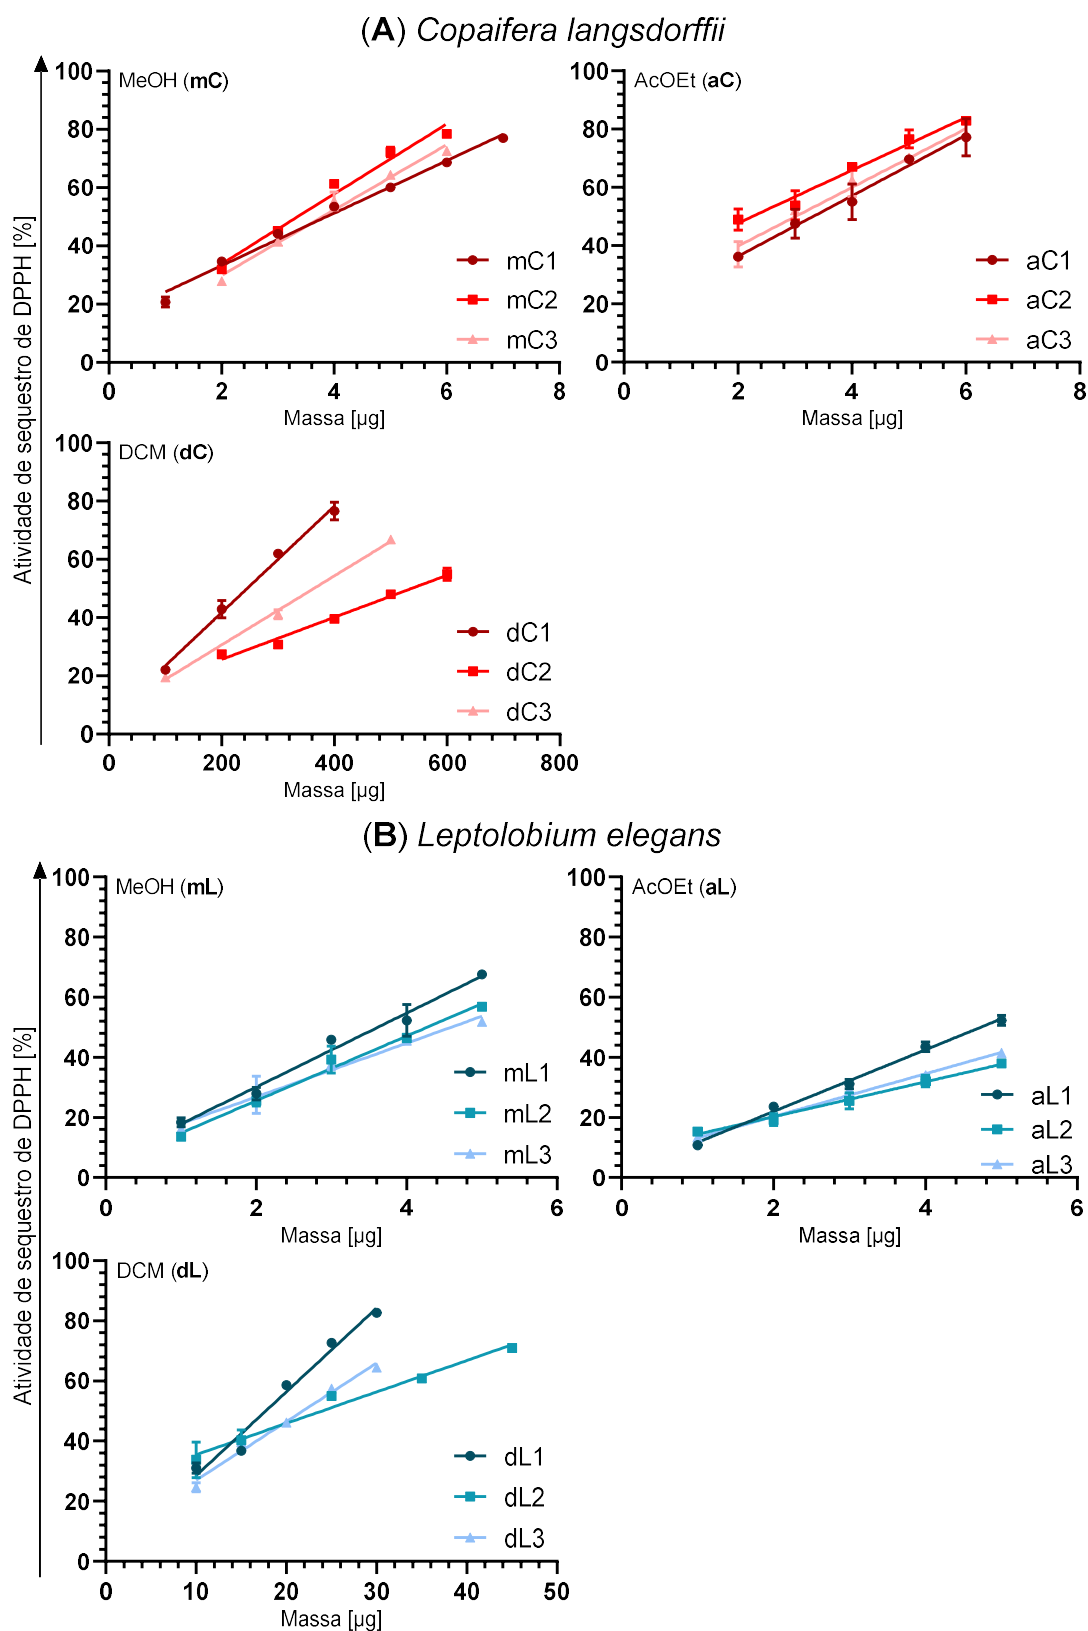 (A) Copaifera langsdorffii
Atividade de sequestro de DPPH [%]
MeOH (mC)
100
80
60
40
20
0
0 2 4 6 8
Massa [µg]
mC1
mC2
mC3
AcOEt (aC)
100
80
60
40
20
0
0 2 4 6 8
Massa [µg]
aC1
aC2
aC3
DCM (dC)
100
80
60
40
20
0
0 200 400 600 800
Massa [µg]
dC1
dC2
dC3
(B) Leptolobium elegans
Atividade de sequestro de DPPH [%]
MeOH (mL)
100
80
60
40
20
0
0 2 4 6
Massa [µg]
mL1
mL2
mL3
AcOEt (aL)
100
80
60
40
20
0
0 2 4 6
Massa [µg]
aL1
aL2
aL3
DCM (dL)
100
80
60
40
20
0
0 10 20 30 40 50
Massa [µg]
dL1
dL2
dL3